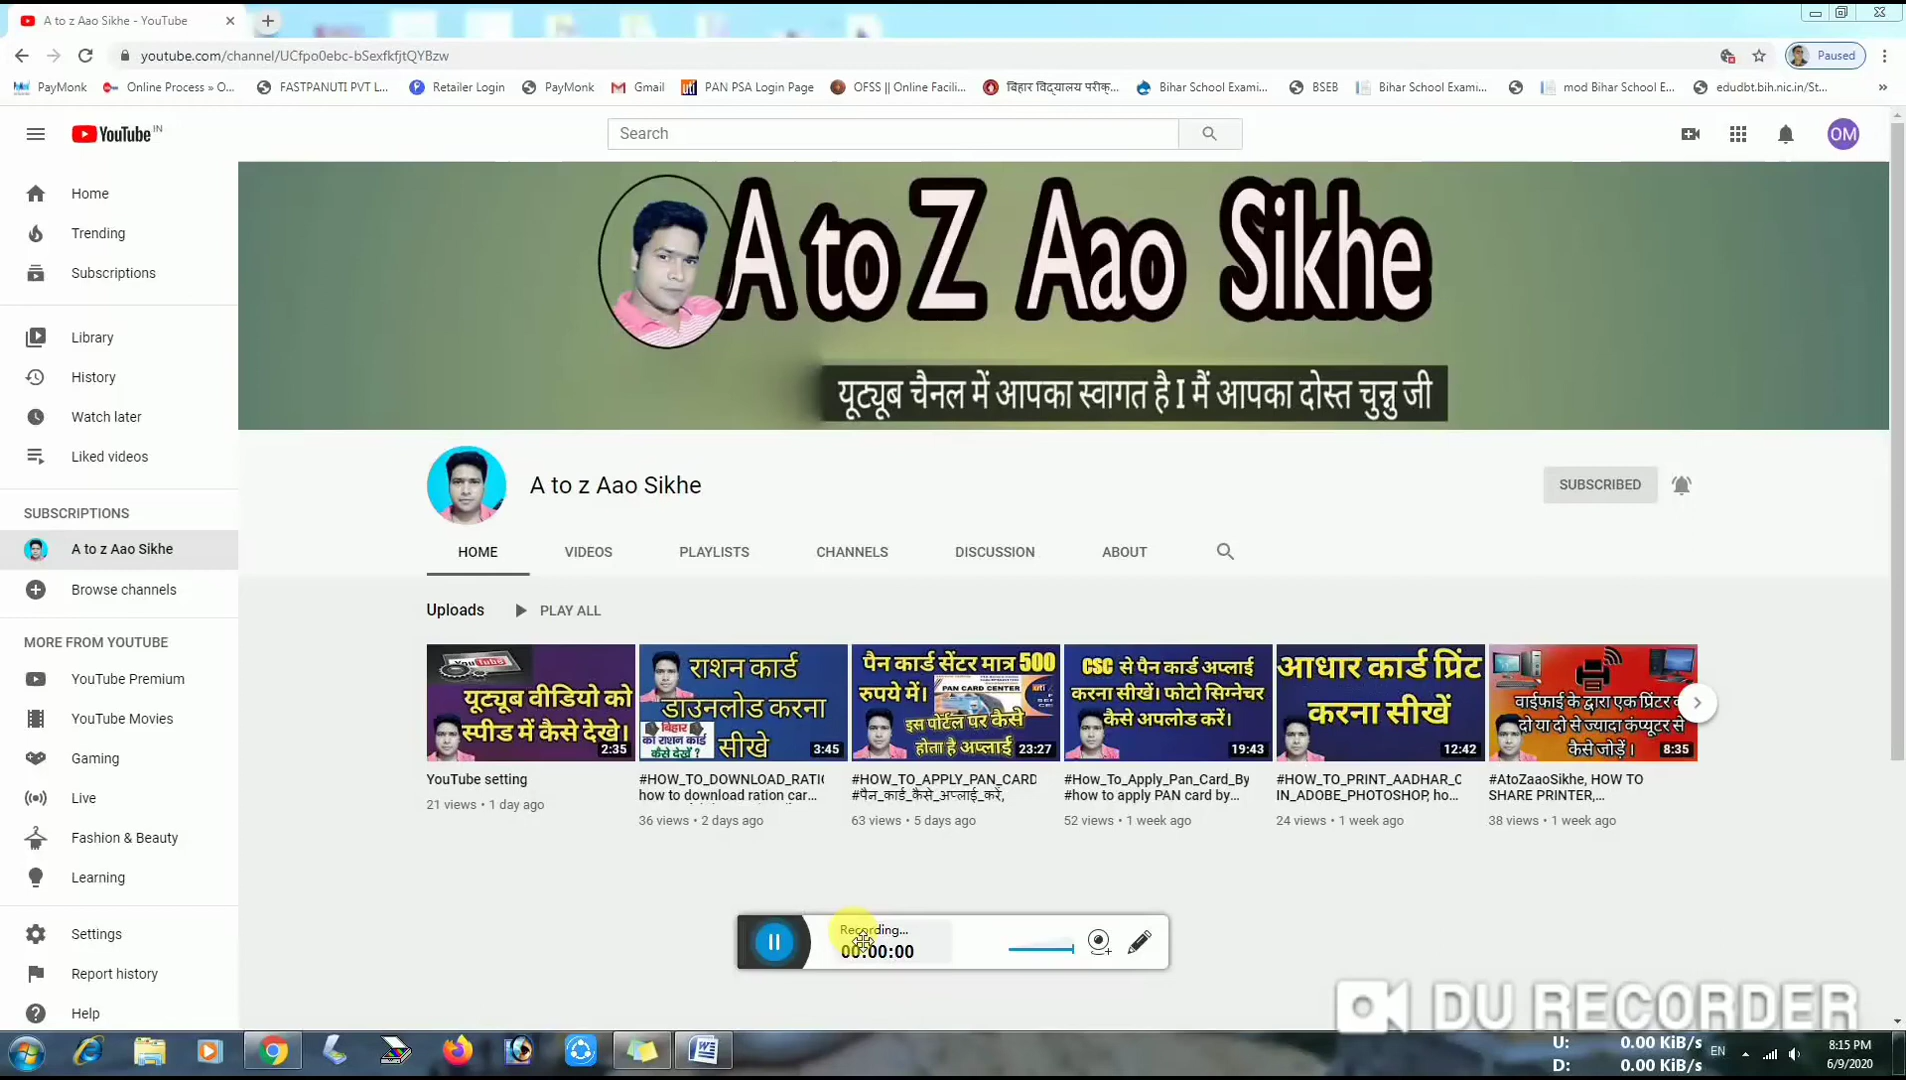 A to z Aao Sikhe - YouTube
youtube.com/channel/UCfpo0ebc-bSexfkfjtQYBzw
Paused
PayMonk
Online Process » O...
FASTPANUTI PVT L...
Retailer Login
PayMonk
Gmail
PAN PSA Login Page
OFSS || Online Facili...
बिहार विद्यालय परीक्...
Bihar School Exami...
BSEB
Bihar School Exami...
mod Bihar School E...
edudbt.bih.nic.in/St...
YouTube IN
Search
OM
Home
Trending
Subscriptions
Library
History
Watch later
Liked videos
SUBSCRIPTIONS
A to z Aao Sikhe
Browse channels
MORE FROM YOUTUBE
YouTube Premium
YouTube Movies
Gaming
Live
Fashion & Beauty
Learning
Settings
Report history
Help
A to Z Aao Sikhe
यूट्यूब चैनल में आपका स्वागत है I मैं आपका दोस्त चुन्नु जी
A to z Aao Sikhe
SUBSCRIBED
HOME
VIDEOS
PLAYLISTS
CHANNELS
DISCUSSION
ABOUT
Uploads
PLAY ALL
यूट्यूब वीडियो को
स्पीड में कैसे देखे।
2:35
YouTube setting
21 views • 1 day ago
राशन कार्ड
डाउनलोड करना
सीखे
बिहार
का राशन कार्ड
कैसे देखें ?
3:45
#HOW_TO_DOWNLOAD_RATI
how to download ration car...
36 views • 2 days ago
पैन कार्ड सेंटर मात्र 500
रुपये में।
PAN CARD CENTER
इस पोर्टल पर कैसे
होता है अप्लाई
23:27
#HOW_TO_APPLY_PAN_CARD
#पैन_कार्ड_कैसे_अप्लाई_करें,
63 views • 5 days ago
CSC से पैन कार्ड अप्लाई
करना सीखें। फोटो सिग्नेचर
कैसे अपलोड करें।
19:43
#How_To_Apply_Pan_Card_By
#how to apply PAN card by...
52 views • 1 week ago
आधार कार्ड प्रिंट
करना सीखें
12:42
#HOW_TO_PRINT_AADHAR_C
IN_ADOBE_PHOTOSHOP, ho...
24 views • 1 week ago
वाईफाई के द्वारा एक प्रिंटर
दो या दो से ज्यादा कंप्यूटर से
कैसे जोड़ें।
8:35
#AtoZaaoSikhe, HOW TO
SHARE PRINTER,...
38 views • 1 week ago
Recording...
00:00:00
DU RECORDER
U: 0.00 KiB/s
D: 0.00 KiB/s
EN
8:15 PM
6/9/2020